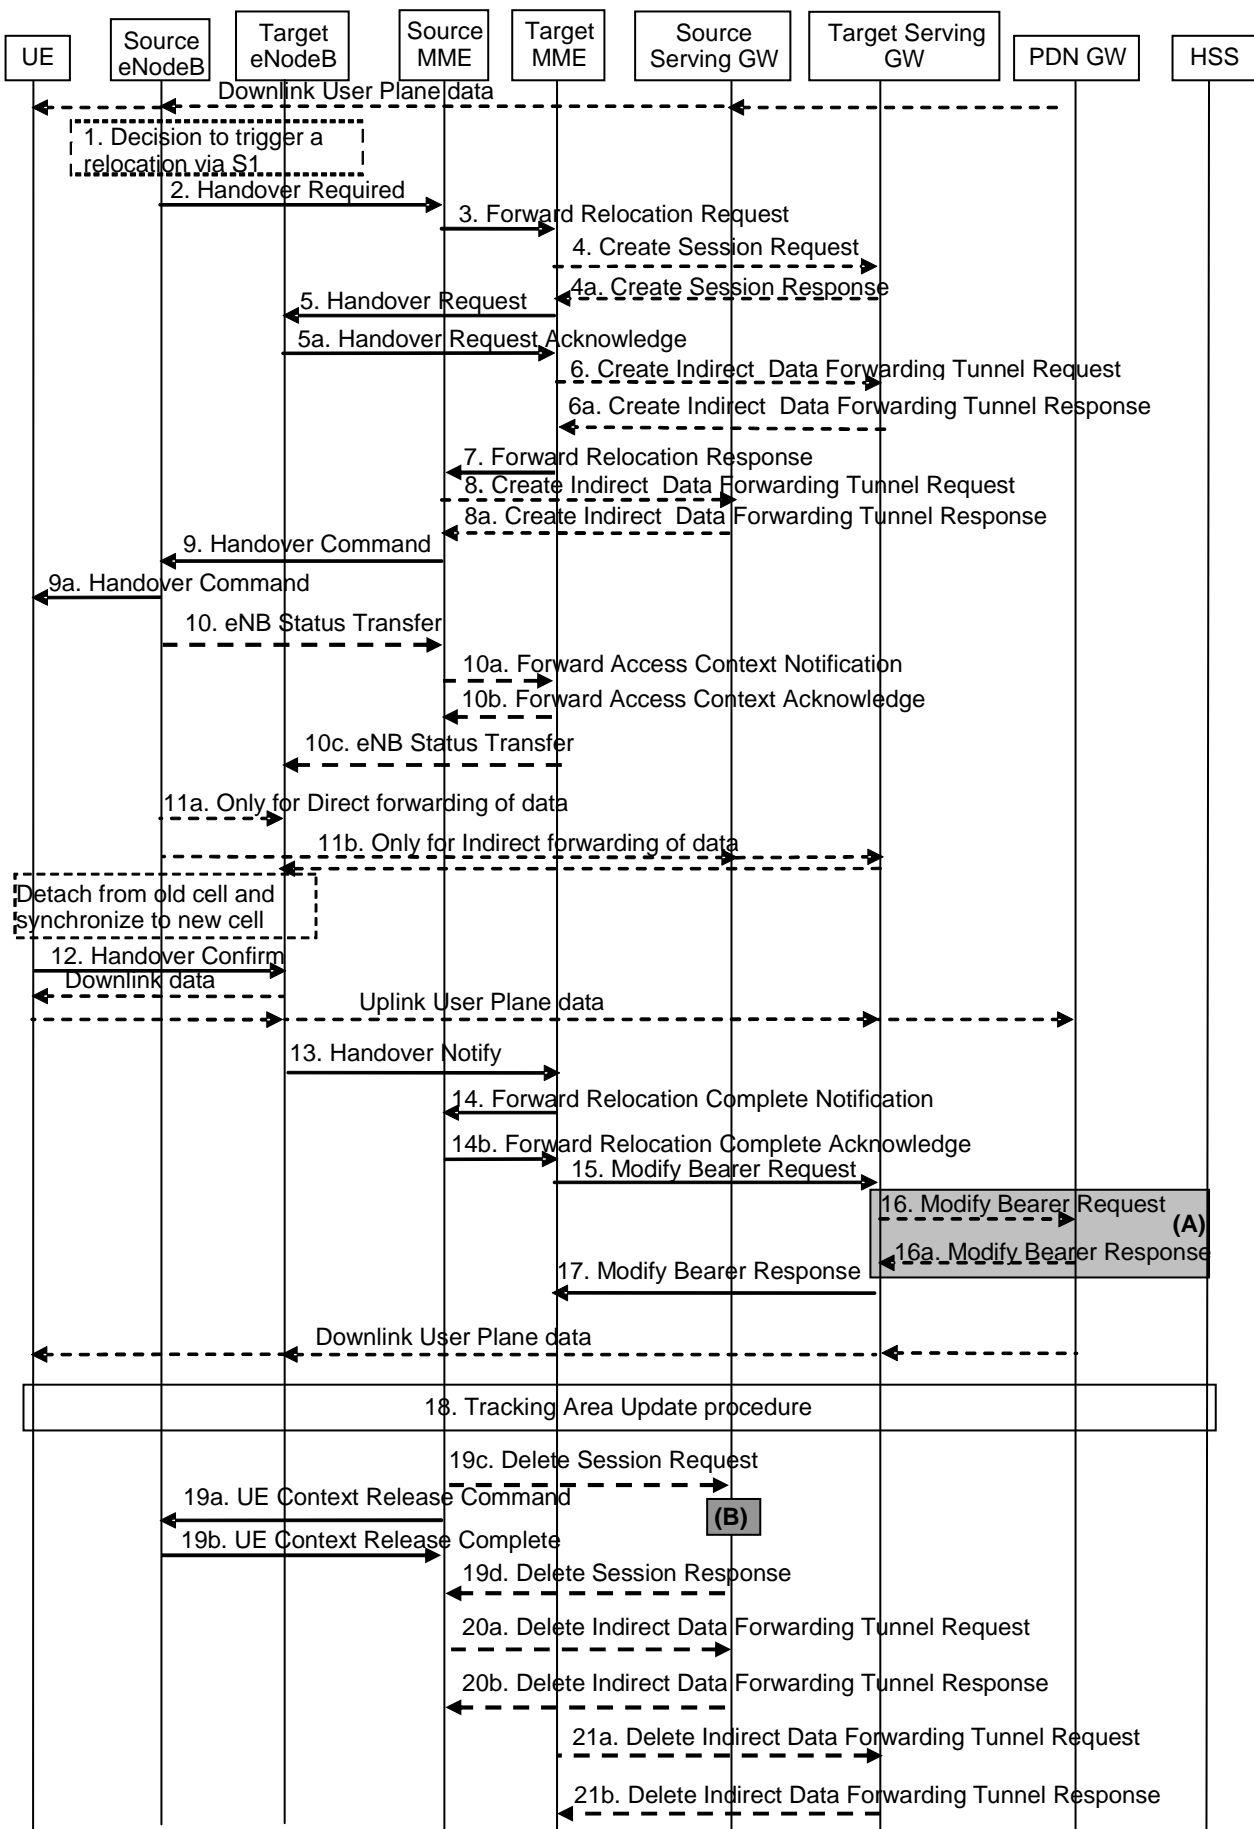 UE
Source
eNodeB
Target
eNodeB
Source
MME
Target
MME
Source
Serving GW
Target Serving
GW
PDN GW
HSS
Downlink User Plane data
1. Decision to trigger a
relocation via S1
2. Handover Required
3. Forward Relocation Request
4. Create Session Request
4a. Create Session Response
5. Handover Request
5a. Handover Request Acknowledge
6. Create Indirect Data Forwarding Tunnel Request
6a. Create Indirect Data Forwarding Tunnel Response
7. Forward Relocation Response
8. Create Indirect Data Forwarding Tunnel Request
8a. Create Indirect Data Forwarding Tunnel Response
9. Handover Command
9a. Handover Command
10. eNB Status Transfer
10a. Forward Access Context Notification
10b. Forward Access Context Acknowledge
10c. eNB Status Transfer
11a. Only for Direct forwarding of data
11b. Only for Indirect forwarding of data
Detach from old cell and
synchronize to new cell
12. Handover Confirm
Downlink data
Uplink User Plane data
13. Handover Notify
14. Forward Relocation Complete Notification
14b. Forward Relocation Complete Acknowledge
15. Modify Bearer Request
16. Modify Bearer Request
(A)
16a. Modify Bearer Response
17. Modify Bearer Response
Downlink User Plane data
18. Tracking Area Update procedure
19c. Delete Session Request
19a. UE Context Release Command
(B)
19b. UE Context Release Complete
19d. Delete Session Response
20a. Delete Indirect Data Forwarding Tunnel Request
20b. Delete Indirect Data Forwarding Tunnel Response
21a. Delete Indirect Data Forwarding Tunnel Request
21b. Delete Indirect Data Forwarding Tunnel Response